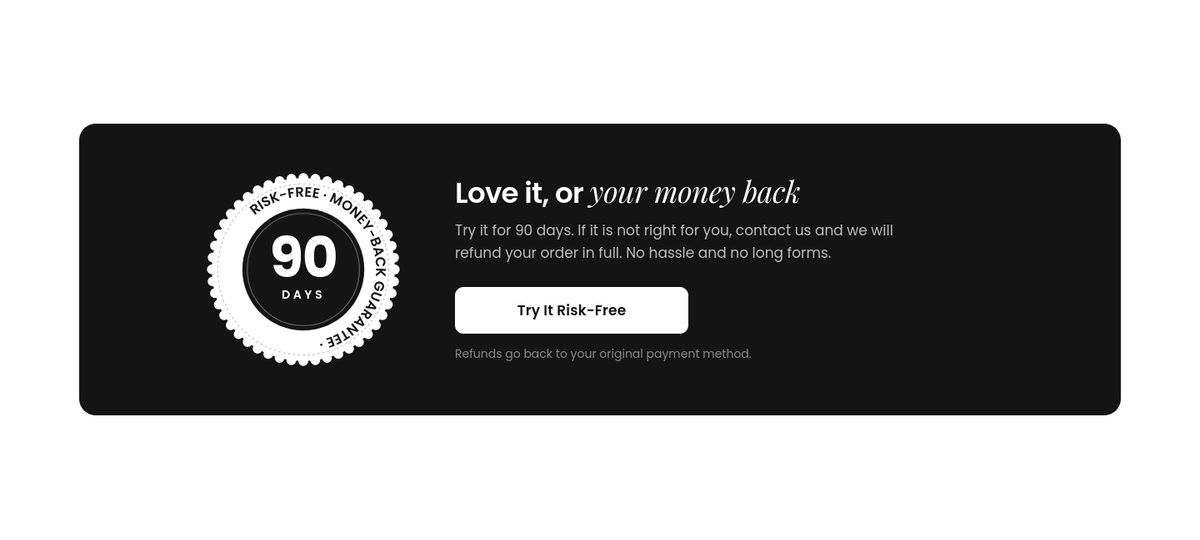 RISK-FREE · MONEY-BACK GUARANTEE ·
90
DAYS
Love it, or your money back
Try it for 90 days. If it is not right for you, contact us and we will
refund your order in full. No hassle and no long forms.
Try It Risk-Free
Refunds go back to your original payment method.